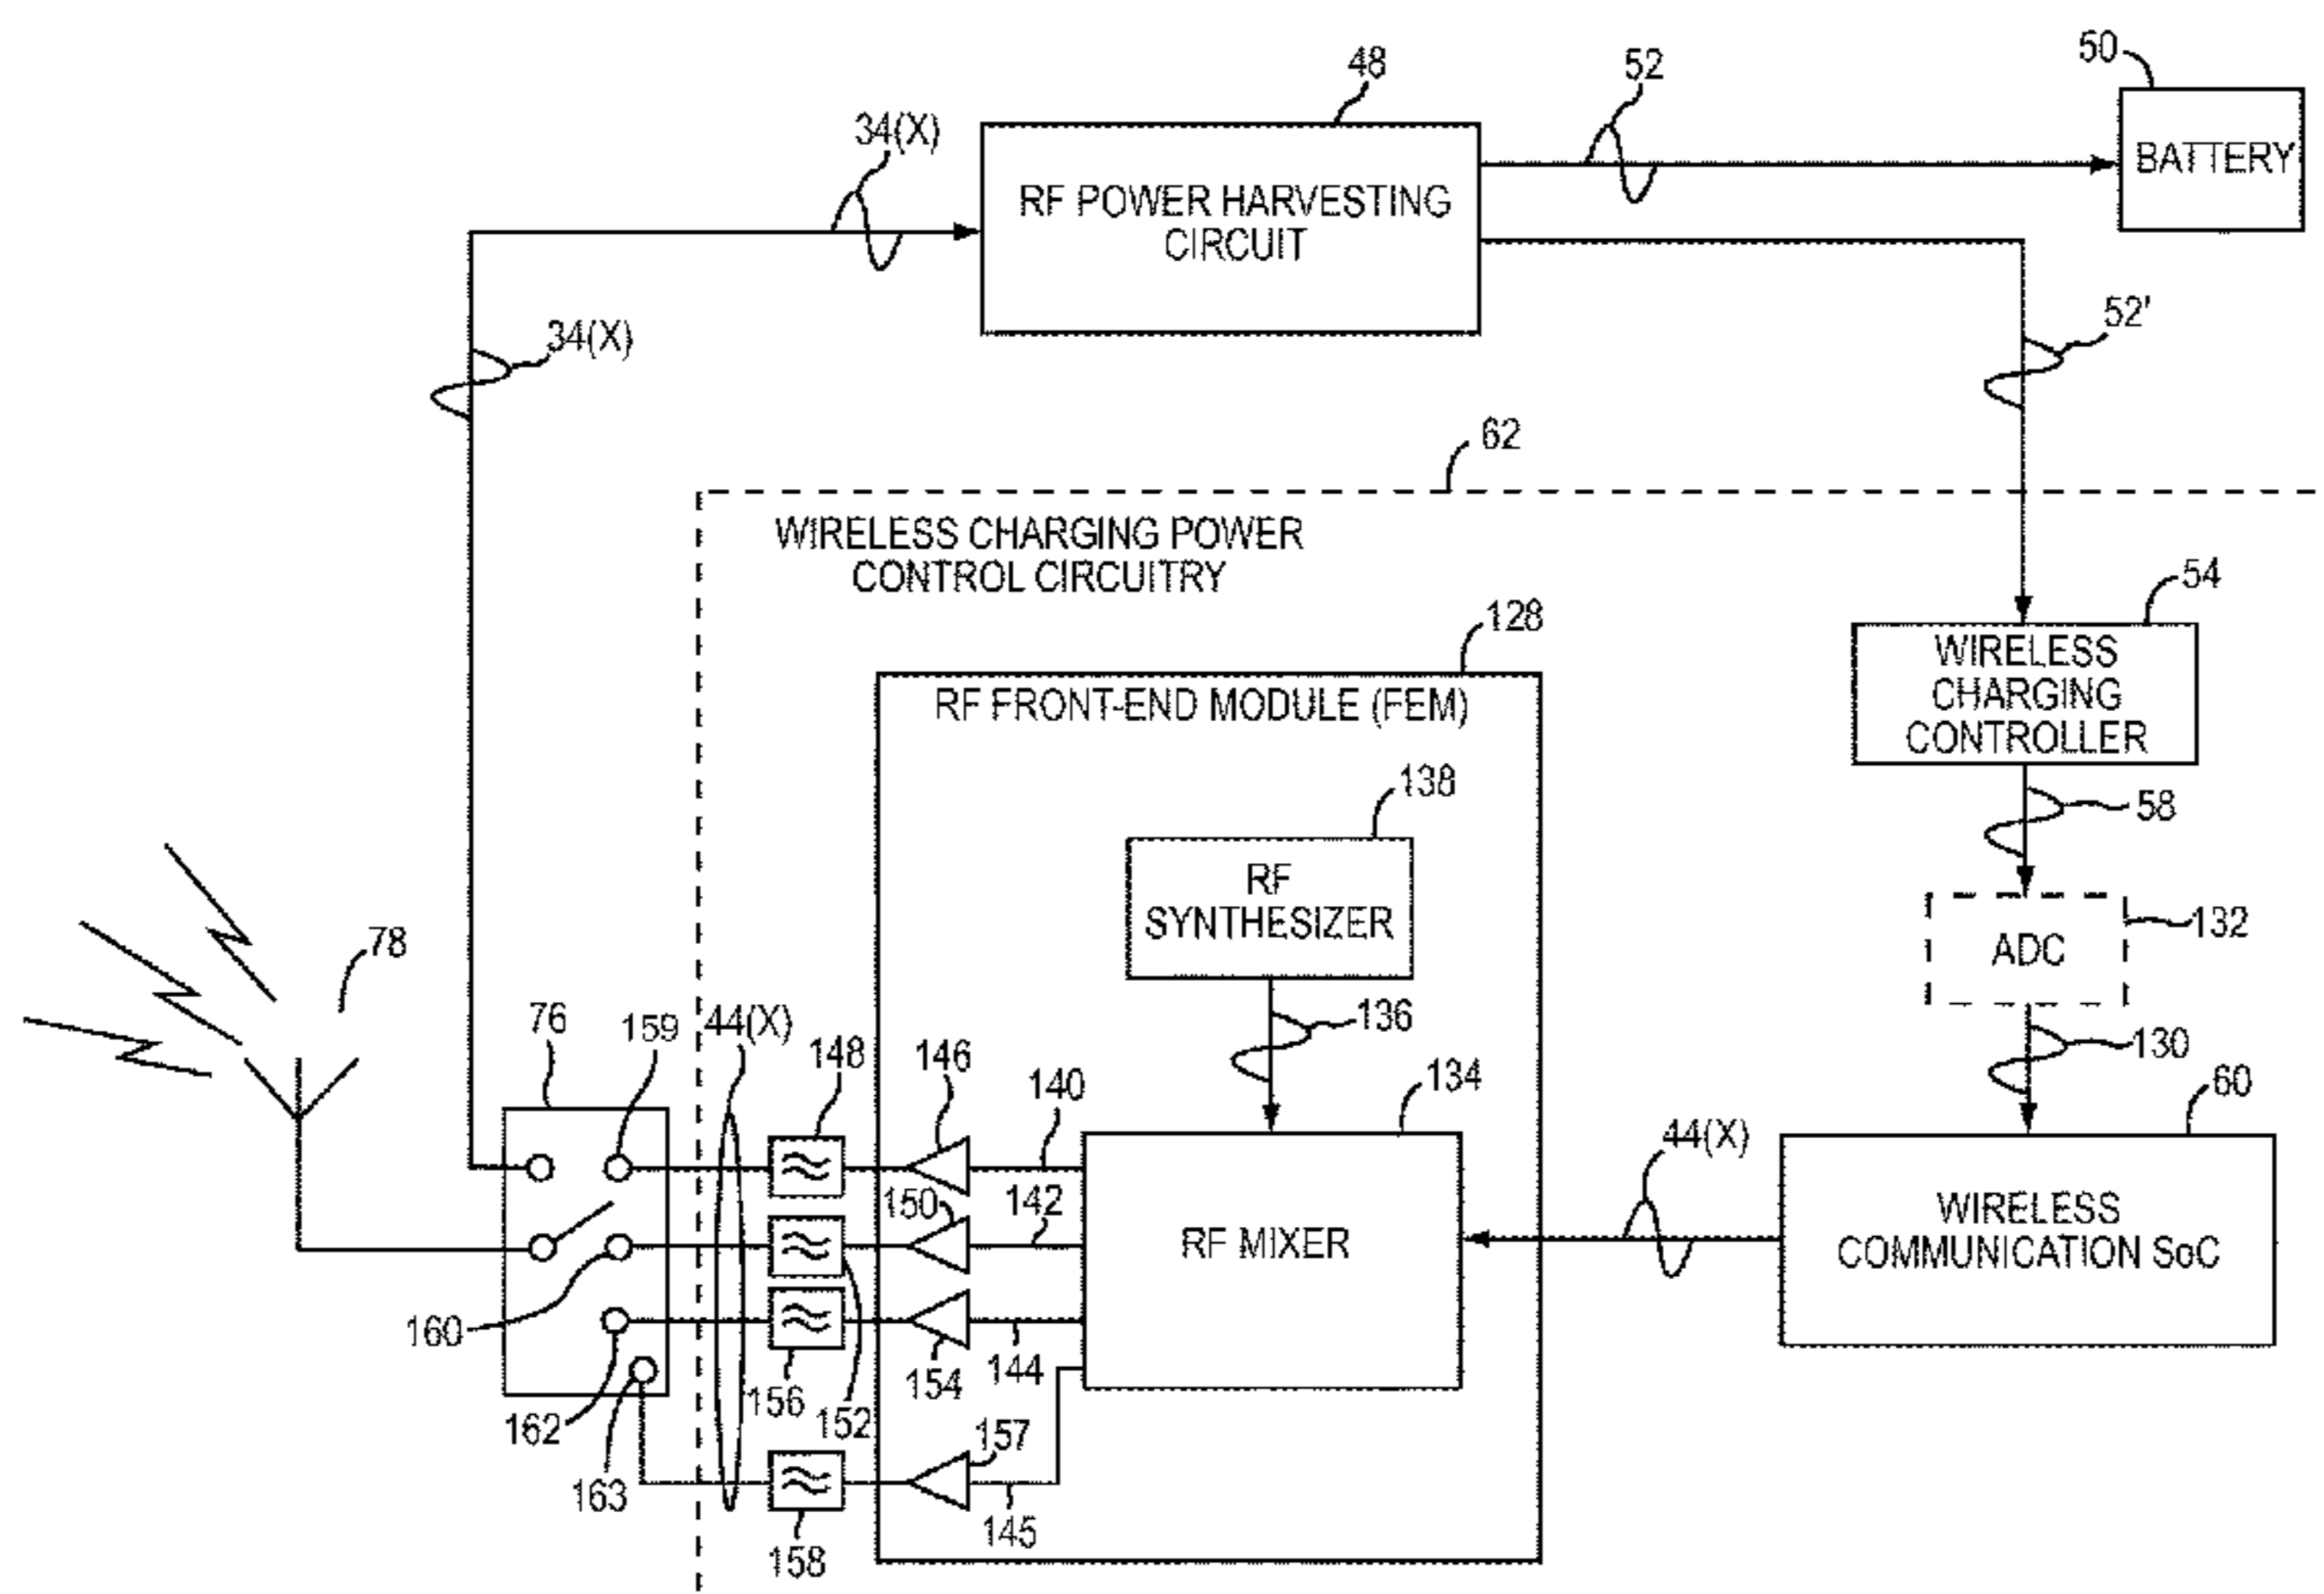 50
48
52
34(X)
BATTERY
RF POWER HARVESTING
CIRCUIT
34(X)
52'
62
WIRELESS CHARGING POWER
CONTROL CIRCUITRY
54
128
WIRELESS
CHARGING
CONTROLLER
RF FRONT-END MODULE (FEM)
138
58
RF
SYNTHESIZER
132
ADC
78
76
159
44(X)
148
146
136
130
140
134
60
150
142
44(X)
RF MIXER
WIRELESS
COMMUNICATION SoC
160
162
156
152
154
144
163
157
158
145